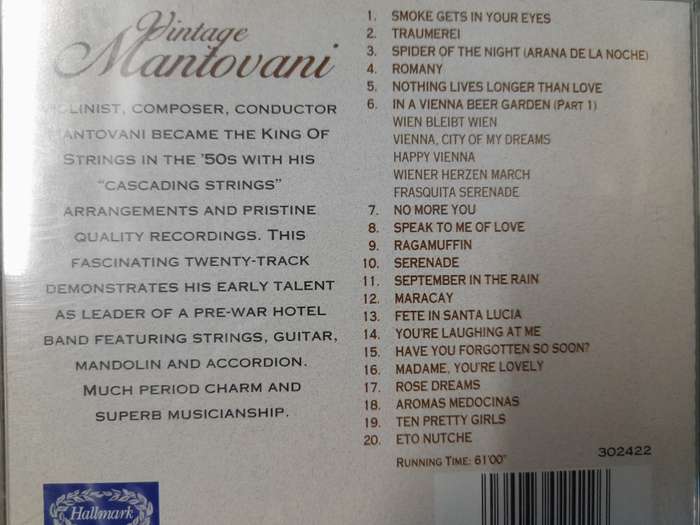 Vintage
Mantovani
VIOLINIST, COMPOSER, CONDUCTOR
MANTOVANI BECAME THE KING OF
STRINGS IN THE '50S WITH HIS
"CASCADING STRINGS"
ARRANGEMENTS AND PRISTINE
QUALITY RECORDINGS. THIS
FASCINATING TWENTY-TRACK
DEMONSTRATES HIS EARLY TALENT
AS LEADER OF A PRE-WAR HOTEL
BAND FEATURING STRINGS, GUITAR,
MANDOLIN AND ACCORDION.
MUCH PERIOD CHARM AND
SUPERB MUSICIANSHIP.
Hallmark
1. SMOKE GETS IN YOUR EYES
2. TRAUMEREI
3. SPIDER OF THE NIGHT (ARANA DE LA NOCHE)
4. ROMANY
5. NOTHING LIVES LONGER THAN LOVE
6. IN A VIENNA BEER GARDEN (PART 1)
WIEN BLEIBT WIEN
VIENNA, CITY OF MY DREAMS
HAPPY VIENNA
WIENER HERZEN MARCH
FRASQUITA SERENADE
7. NO MORE YOU
8. SPEAK TO ME OF LOVE
9. RAGAMUFFIN
10. SERENADE
11. SEPTEMBER IN THE RAIN
12. MARACAY
13. FETE IN SANTA LUCIA
14. YOU'RE LAUGHING AT ME
15. HAVE YOU FORGOTTEN SO SOON?
16. MADAME, YOU'RE LOVELY
17. ROSE DREAMS
18. AROMAS MEDOCINAS
19. TEN PRETTY GIRLS
20. ETO NUTCHE
RUNNING TIME: 61'00"
302422